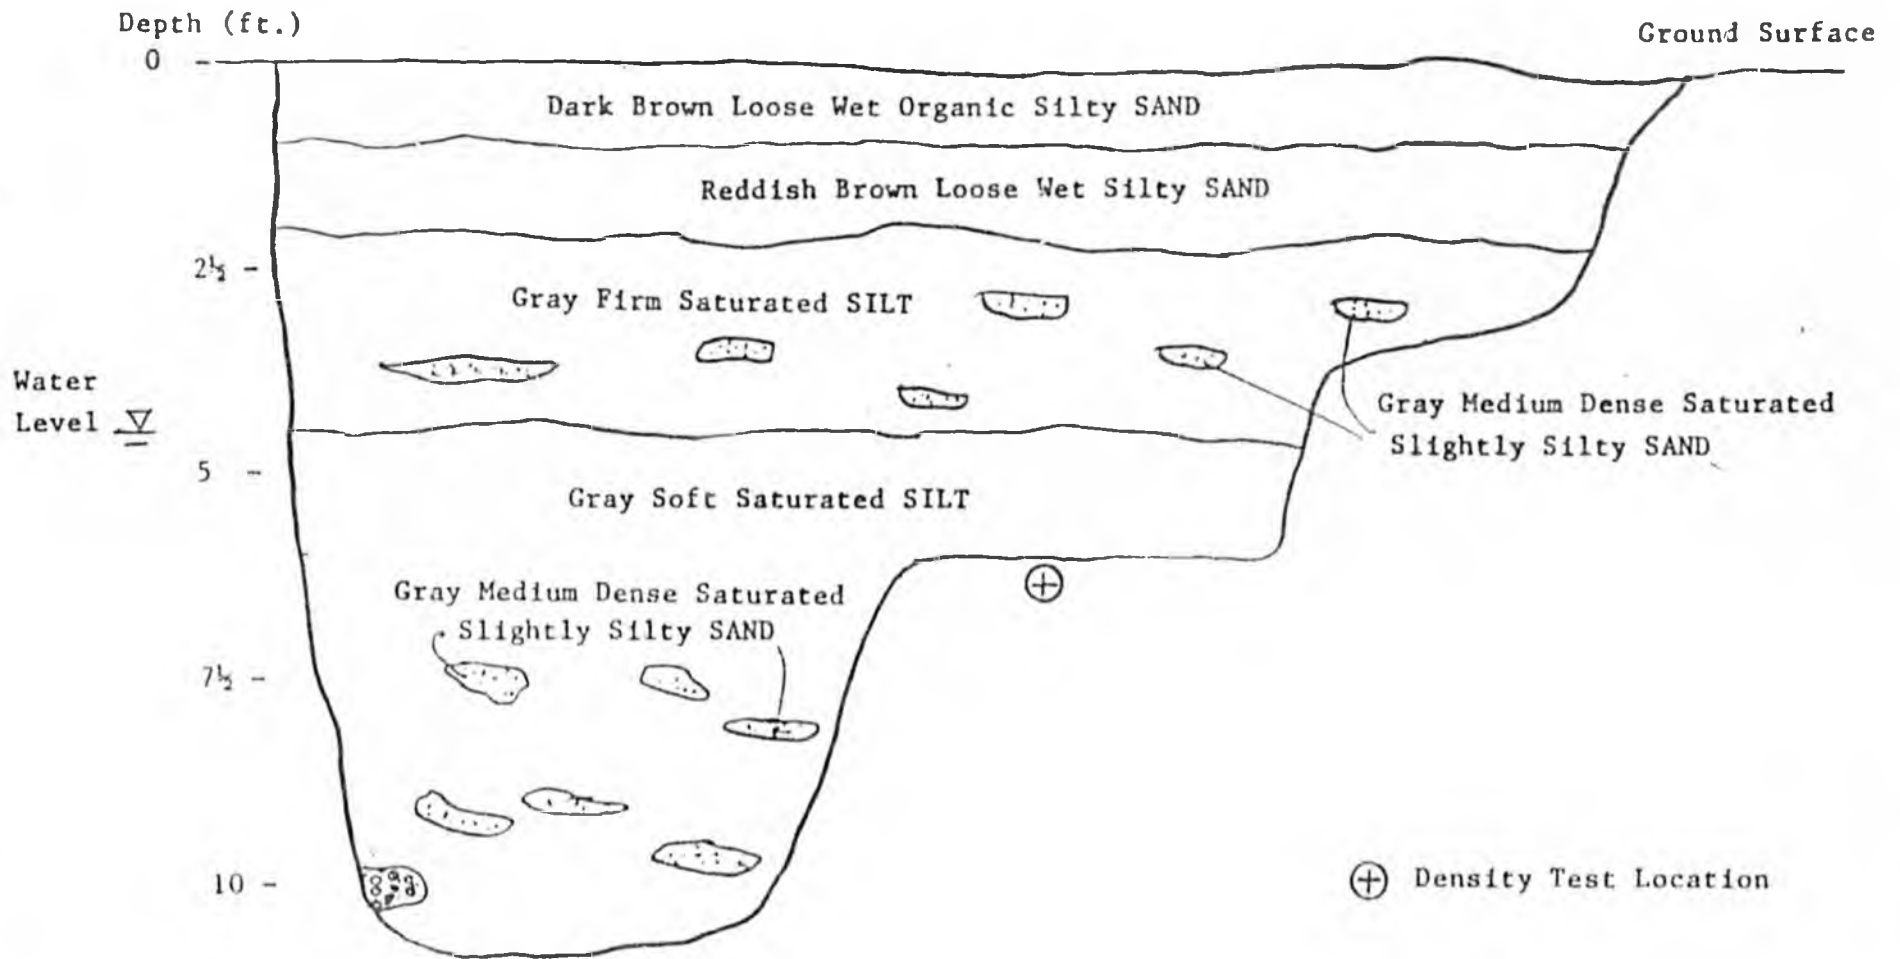 Depth (ft.)
Ground Surface
0
Dark Brown Loose Wet Organic Silty SAND
Reddish Brown Loose Wet Silty SAND
2½
Gray Firm Saturated SILT
Water
Level
Gray Medium Dense Saturated
Slightly Silty SAND
5
Gray Soft Saturated SILT
Gray Medium Dense Saturated
Slightly Silty SAND
7½
10
Density Test Location